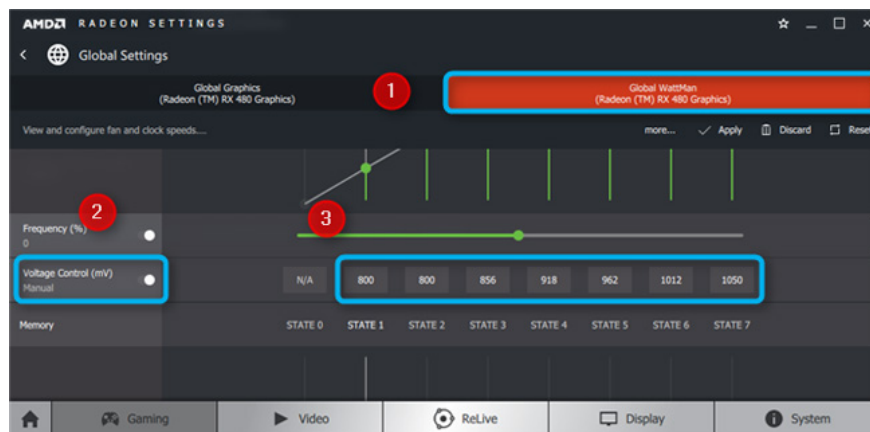 AMD RADEON SETTINGS
Global Settings
Global Graphics
(Radeon (TM) RX 480 Graphics)
1
Global WattMan
(Radeon (TM) RX 480 Graphics)
View and configure fan and clock speeds....
more...
Apply
Discard
Reset
2
3
Frequency (%)
0
Voltage Control (mV)
Manual
N/A 800 800 856 918 962 1012 1050
Memory STATE 0 STATE 1 STATE 2 STATE 3 STATE 4 STATE 5 STATE 6 STATE 7
Gaming Video ReLive Display System